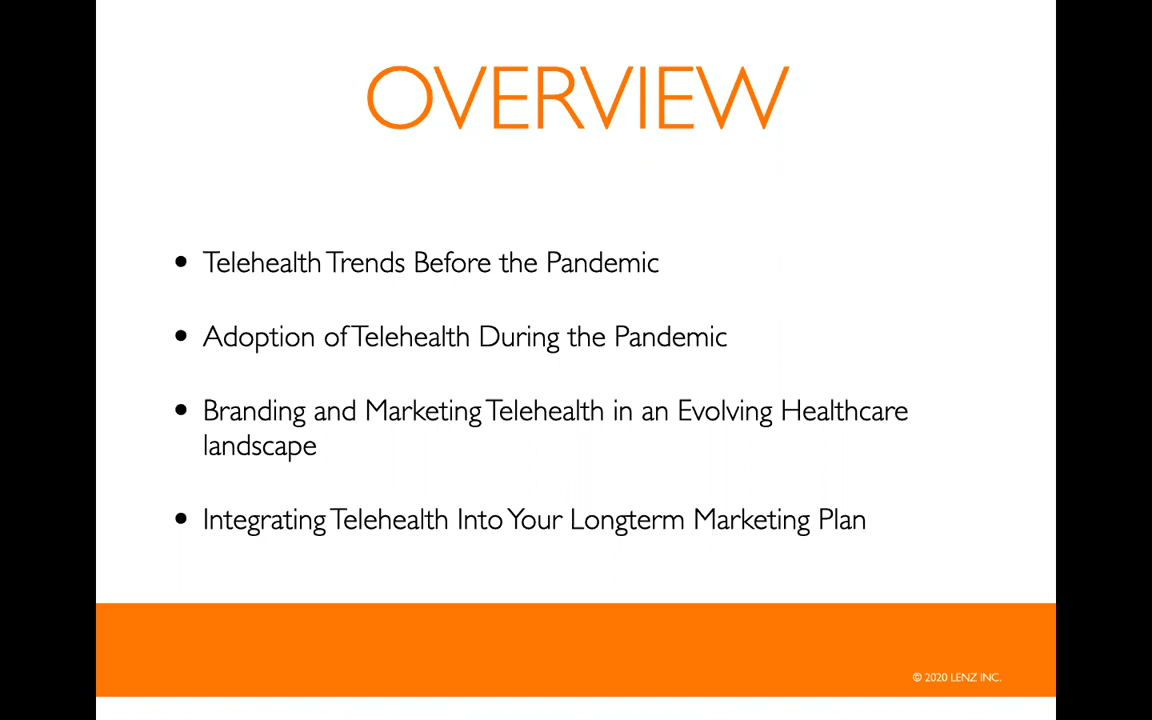 OVERVIEW
• Telehealth Trends Before the Pandemic
• Adoption of Telehealth During the Pandemic
• Branding and Marketing Telehealth in an Evolving Healthcare
landscape
• Integrating Telehealth Into Your Longterm Marketing Plan
© 2020 LENZ INC.